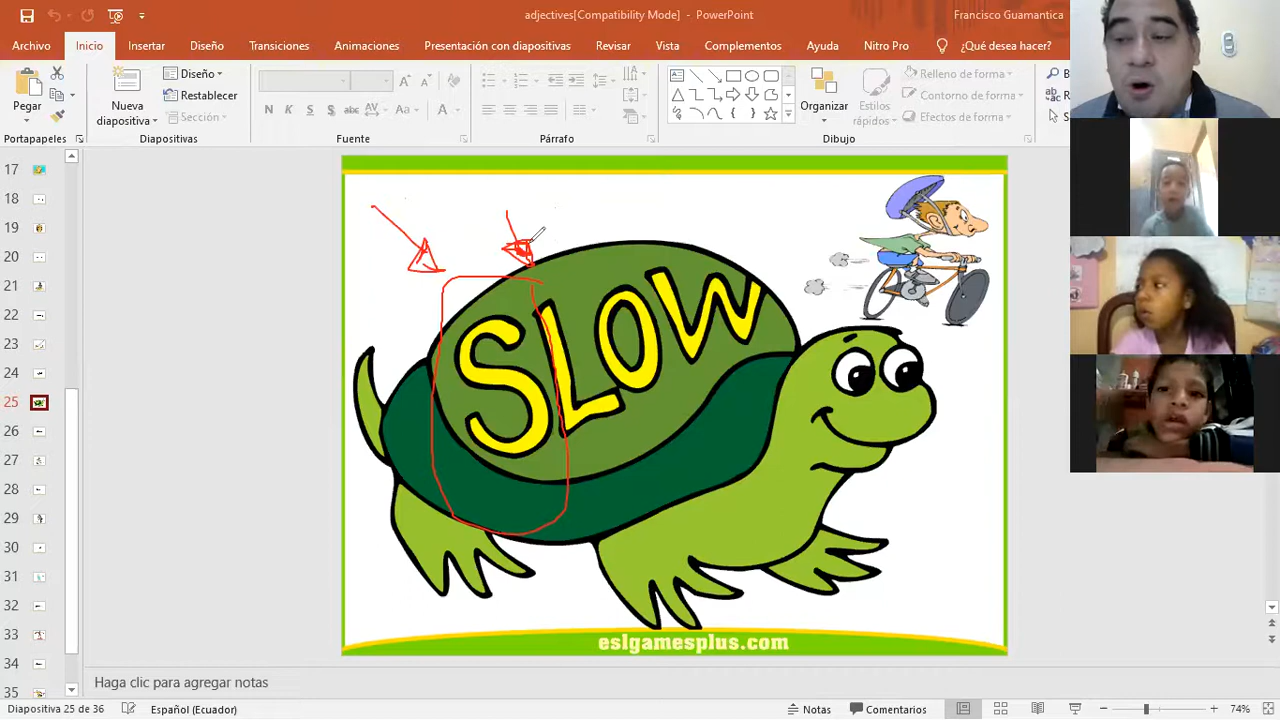 adjectives[Compatibility Mode] - PowerPoint
Francisco Guamantica
Archivo Inicio Insertar Diseño Transiciones Animaciones Presentación con diapositivas Revisar Vista Complementos Ayuda Nitro Pro ¿Qué desea hacer?
Pegar
Nueva diapositiva
Diseño
Restablecer
Sección
N K S abc AV Aa A
Organizar
Estilos rápidos
Relleno de forma
Contorno de forma
Efectos de forma
Portapapeles Diapositivas Fuente Párrafo Dibujo
17
18
19
20
21
22
23
24
25
26
27
28
29
30
31
32
33
34
35
SLOW
eslgamesplus.com
Haga clic para agregar notas
Diapositiva 25 de 36 Español (Ecuador) Notas Comentarios 74%